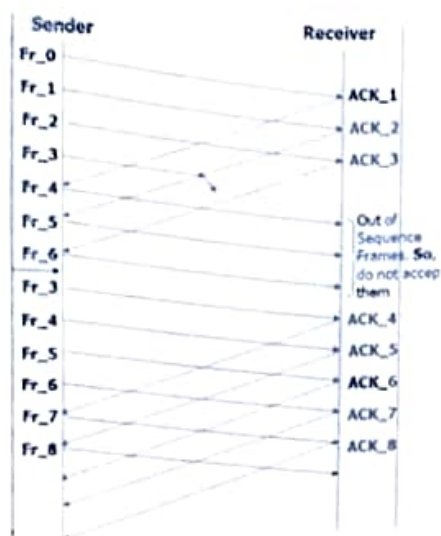 Sender
Receiver
Fr_0
Fr_1
ACK_1
Fr_2
ACK_2
Fr_3
ACK_3
Fr_4
Fr_5
Out of
Sequence
Fr_6
Frames. So,
do not accep
them
Fr_3
Fr_4
ACK_4
Fr_5
ACK_5
Fr_6
ACK_6
Fr_7
ACK_7
Fr_8
ACK_8